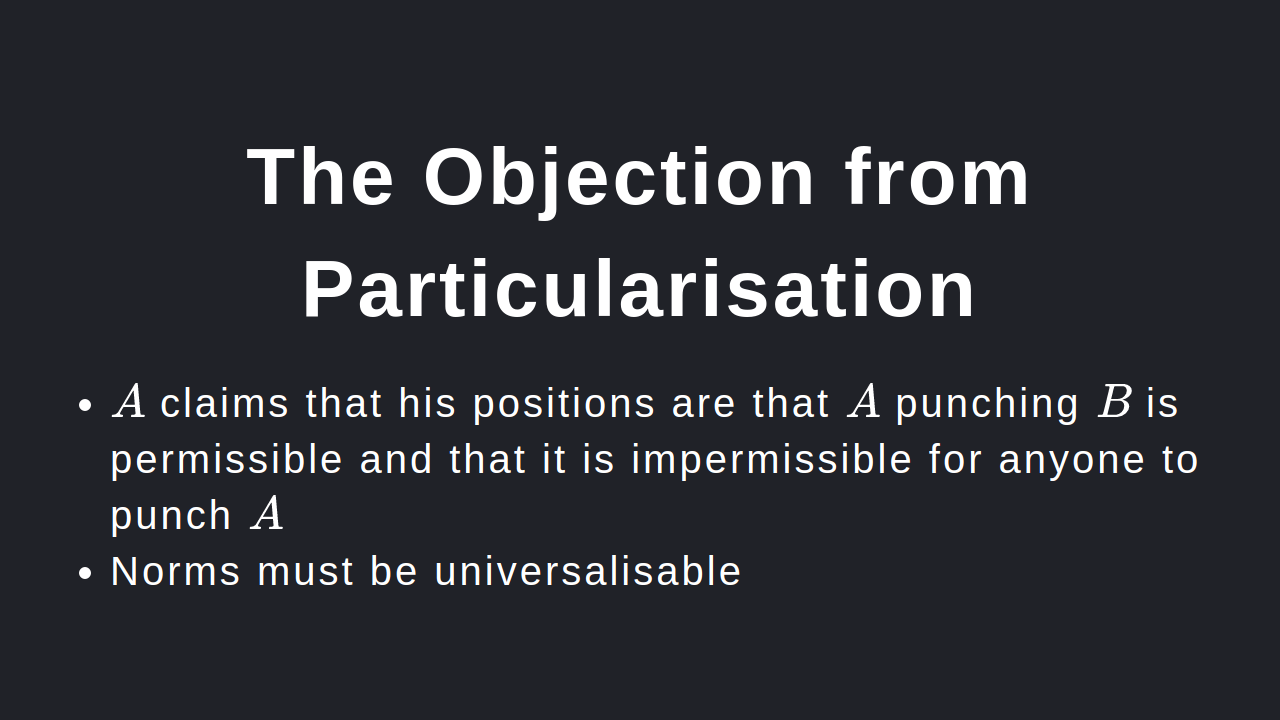 The Objection from
Particularisation
• A claims that his positions are that A punching B is
permissible and that it is impermissible for anyone to
punch A
• Norms must be universalisable